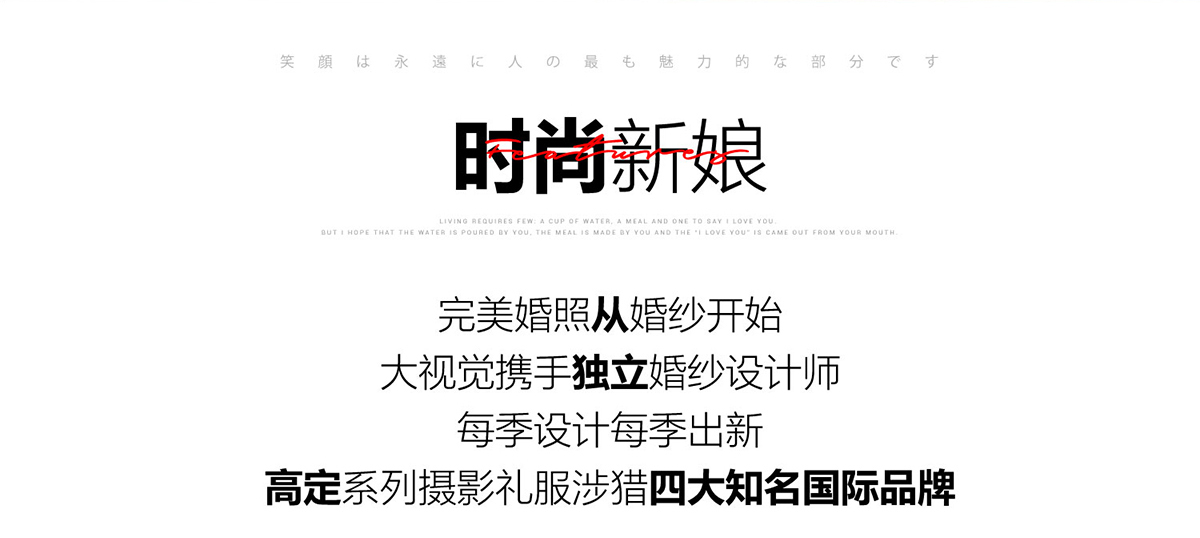 笑顔は永遠に人の最も魅力的な部分です
时尚新娘
Features
LIVING REQUIRES FEW: A CUP OF WATER, A MEAL AND ONE TO SAY I LOVE YOU.
BUT I HOPE THAT THE WATER IS POURED BY YOU, THE MEAL IS MADE BY YOU AND THE "I LOVE YOU" IS CAME OUT FROM YOUR MOUTH.
完美婚照从婚纱开始
大视觉携手独立婚纱设计师
每季设计每季出新
高定系列摄影礼服涉猎四大知名国际品牌